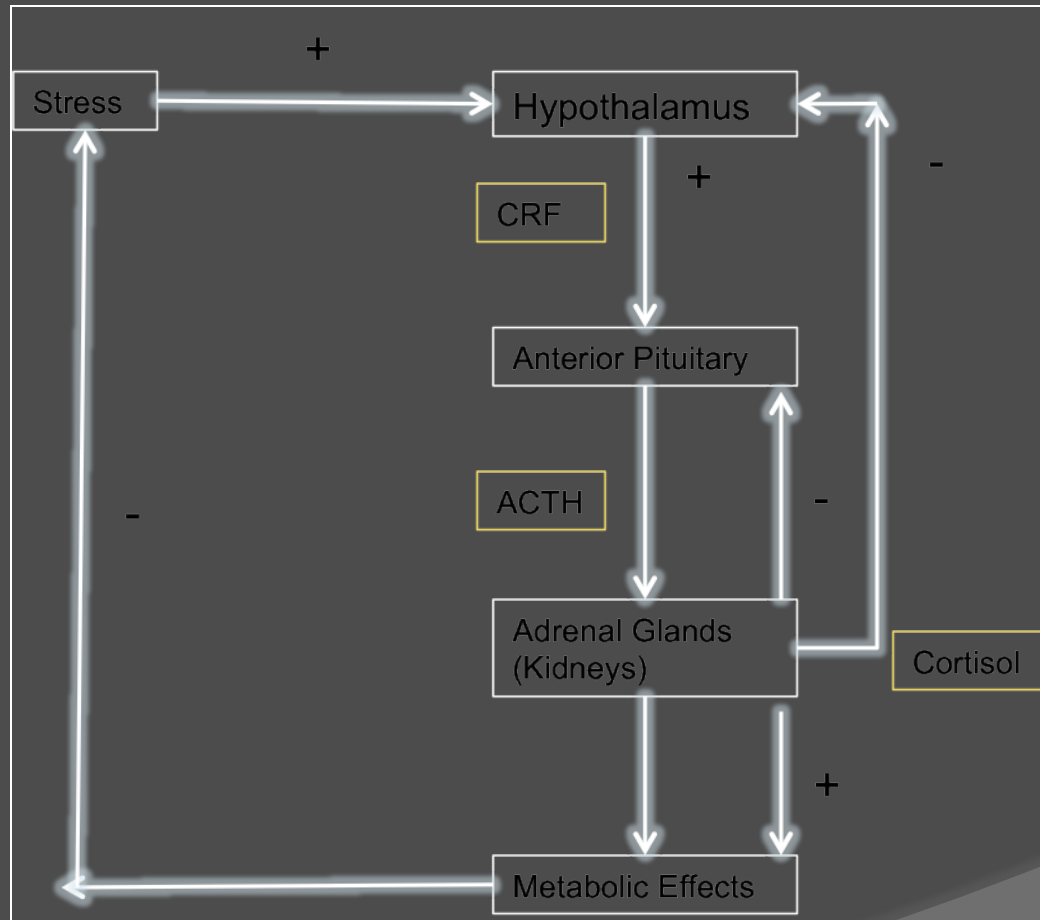 +
Stress
Hypothalamus
-
+
CRF
Anterior Pituitary
ACTH
-
-
Adrenal Glands
(Kidneys)
Cortisol
+
Metabolic Effects